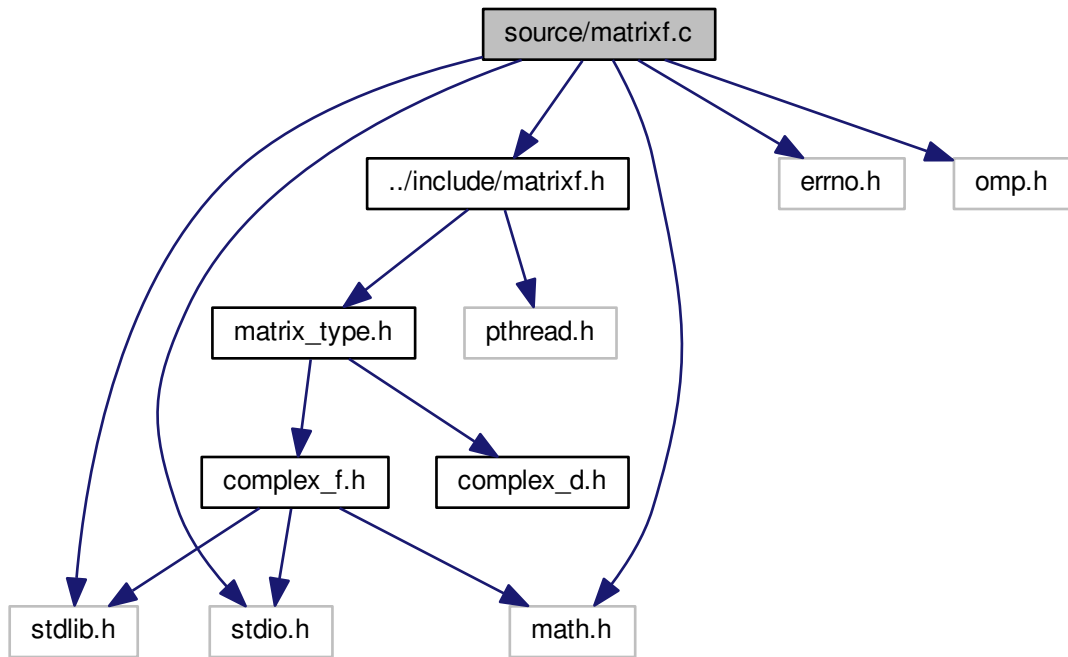 source/matrixf.c
../include/matrixf.h
errno.h
omp.h
matrix_type.h
pthread.h
complex_f.h
complex_d.h
stdlib.h
stdio.h
math.h